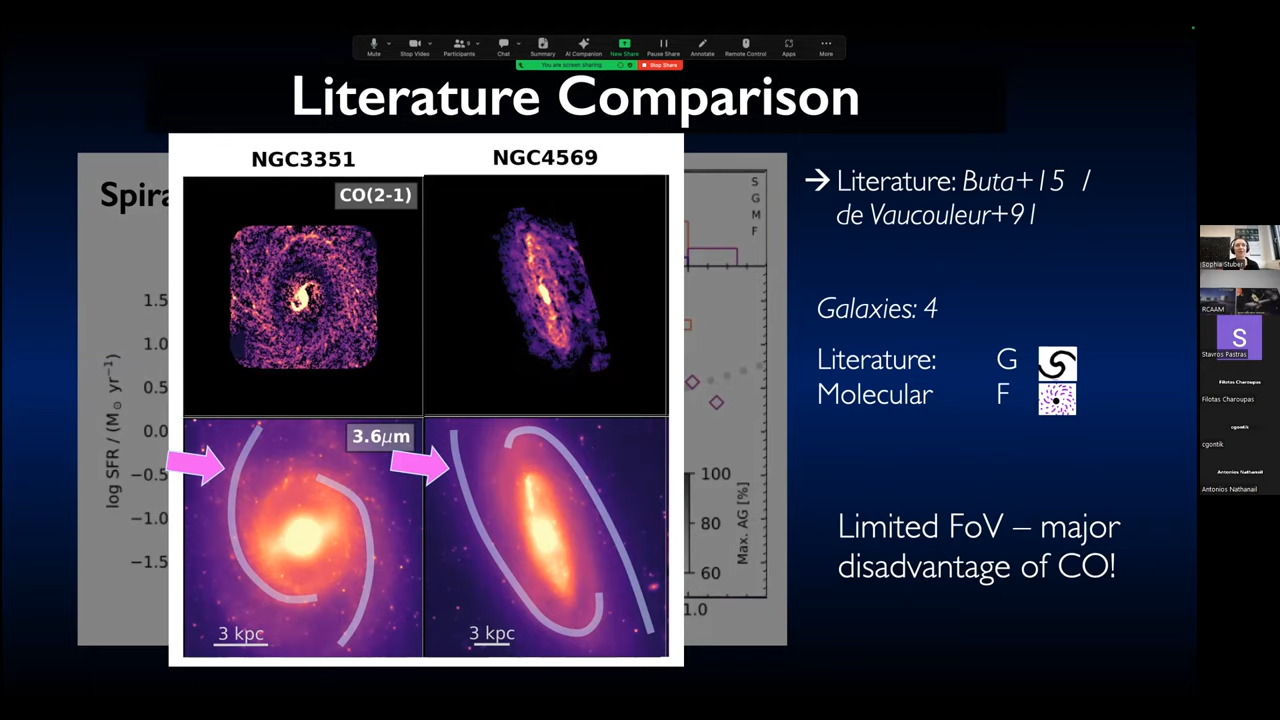 Mute
Stop Video
Participants
9
Chat
Summary
AI Companion
New Share
Pause Share
Annotate
Remote Control
Apps
More
You are screen sharing
Stop Share
Literature Comparison
Spira
NGC3351
NGC4569
CO(2-1)
3.6μm
3 kpc
3 kpc
S
G
M
F
log SFR / (M⊙ yr⁻¹)
1.5
1.0
0.5
0.0
−0.5
−1.0
−1.5
100
80
60
Max. AG [%]
1.0
→ Literature: Buta+15 /
de Vaucouleur+91
Galaxies: 4
Literature: G
Molecular F
Limited FoV – major
disadvantage of CO!
Sophia Stuber
RCAAM
S
Stavros Pastras
Filotas Charoupas
Filotas Charoupas
cgontik
cgontik
Antonios Nathanail
Antonios Nathanail